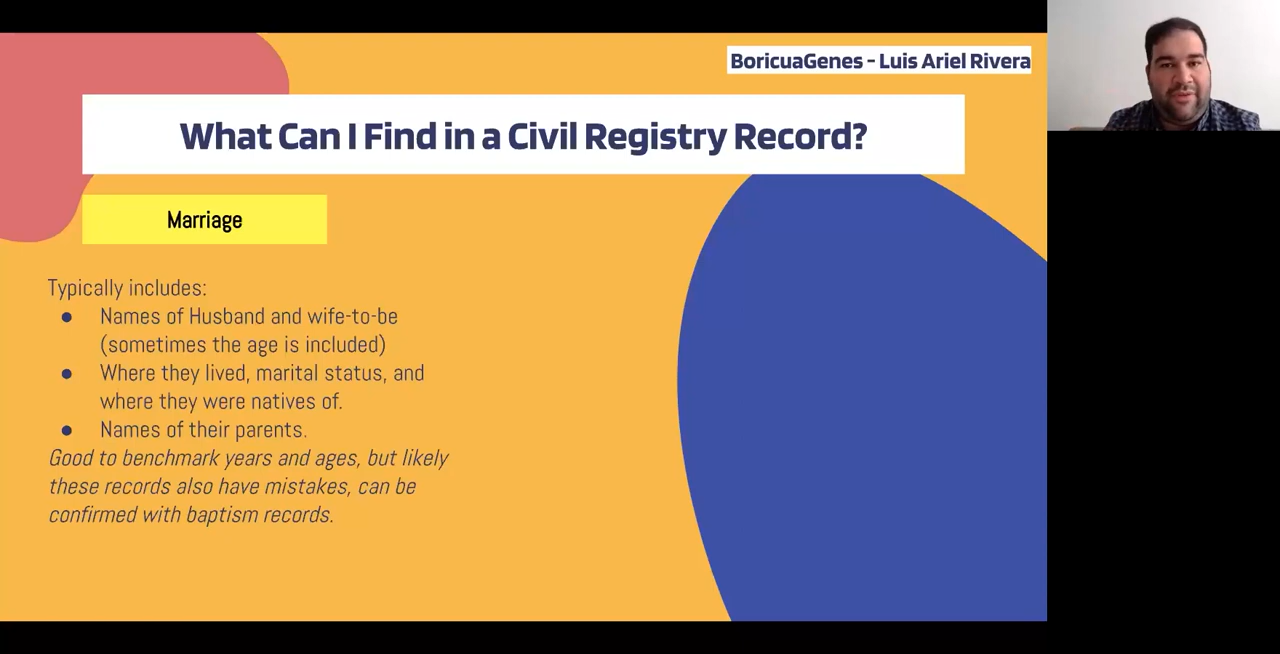 BoricuaGenes - Luis Ariel Rivera
What Can I Find in a Civil Registry Record?
Marriage
Typically includes:
● Names of Husband and wife-to-be
(sometimes the age is included)
● Where they lived, marital status, and
where they were natives of.
● Names of their parents.
Good to benchmark years and ages, but likely
these records also have mistakes, can be
confirmed with baptism records.